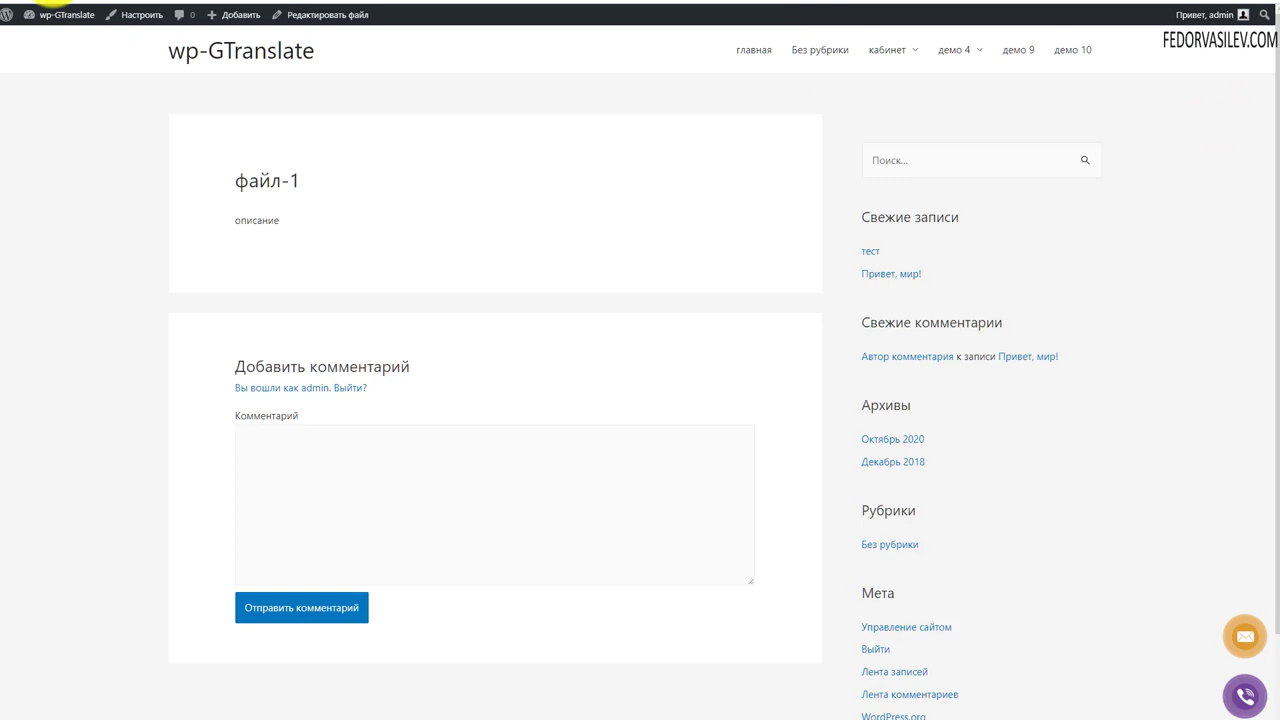 wp-GTranslate
Настроить
0
Добавить
Редактировать файл
Привет, admin
FEDORVASILEV.COM
wp-GTranslate
главная
Без рубрики
кабинет
демо 4
демо 9
демо 10
файл-1
описание
Добавить комментарий
Вы вошли как admin. Выйти?
Комментарий
Отправить комментарий
Поиск...
Свежие записи
тест
Привет, мир!
Свежие комментарии
Автор комментария к записи Привет, мир!
Архивы
Октябрь 2020
Декабрь 2018
Рубрики
Без рубрики
Мета
Управление сайтом
Выйти
Лента записей
Лента комментариев
WordPress.org